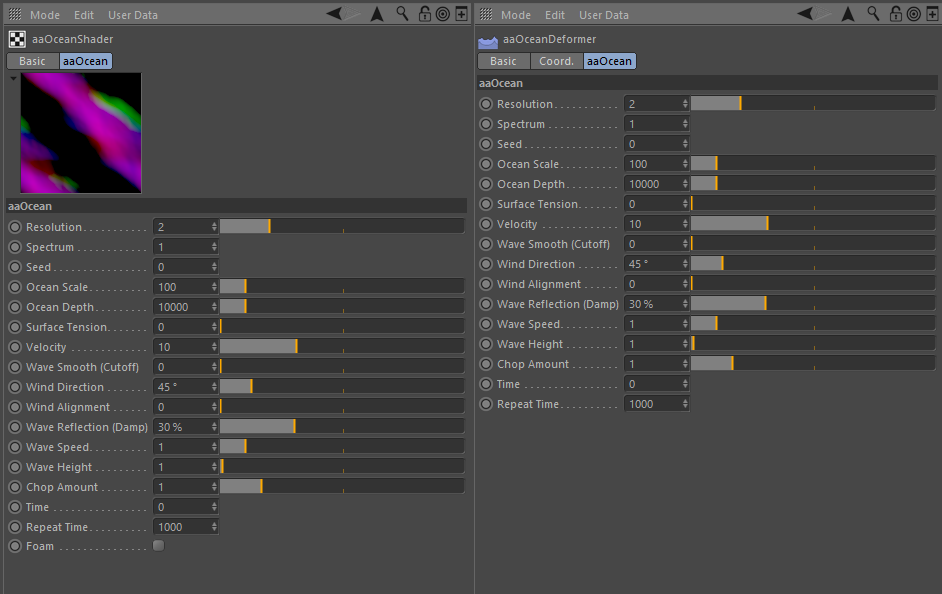 Mode Edit User Data
aaOceanShader
Basic aaOcean
aaOcean
Resolution 2
Spectrum 1
Seed 0
Ocean Scale 100
Ocean Depth 10000
Surface Tension 0
Velocity 10
Wave Smooth (Cutoff) 0
Wind Direction 45 °
Wind Alignment 0
Wave Reflection (Damp) 30 %
Wave Speed 1
Wave Height 1
Chop Amount 1
Time 0
Repeat Time 1000
Foam
Mode Edit User Data
aaOceanDeformer
Basic Coord. aaOcean
aaOcean
Resolution 2
Spectrum 1
Seed 0
Ocean Scale 100
Ocean Depth 10000
Surface Tension 0
Velocity 10
Wave Smooth (Cutoff) 0
Wind Direction 45 °
Wind Alignment 0
Wave Reflection (Damp) 30 %
Wave Speed 1
Wave Height 1
Chop Amount 1
Time 0
Repeat Time 1000